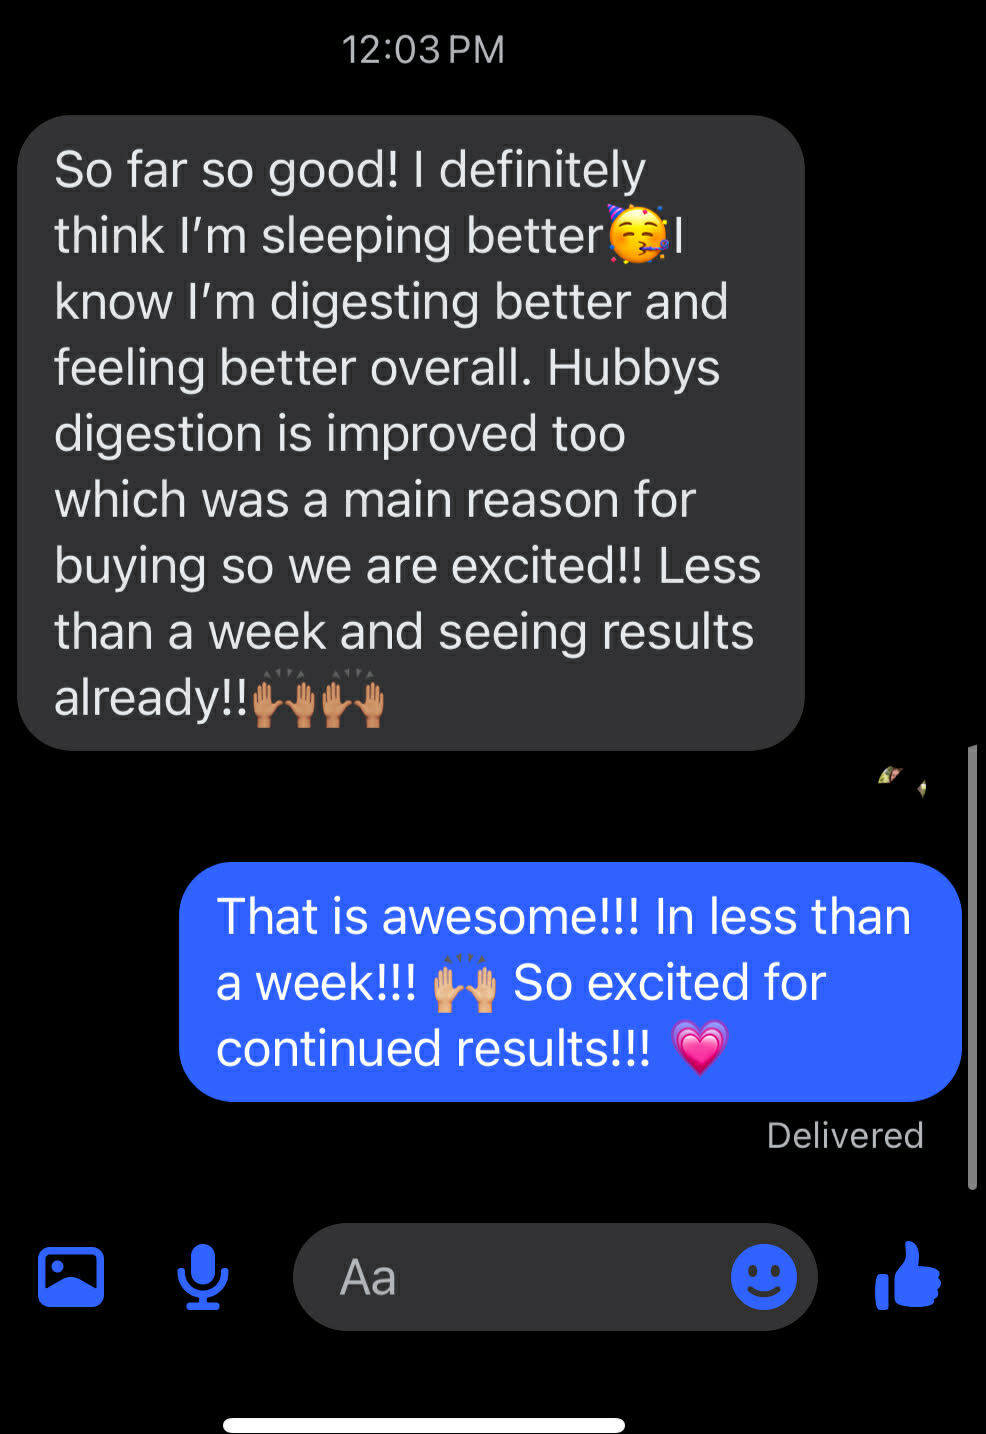 12:03 PM
So far so good! I definitely
think I’m sleeping better🥳I
know I’m digesting better and
feeling better overall. Hubbys
digestion is improved too
which was a main reason for
buying so we are excited!! Less
than a week and seeing results
already!!🙌🏽🙌🏽
That is awesome!!! In less than
a week!!! 🙌🏼 So excited for
continued results!!! 💗
Delivered
Aa